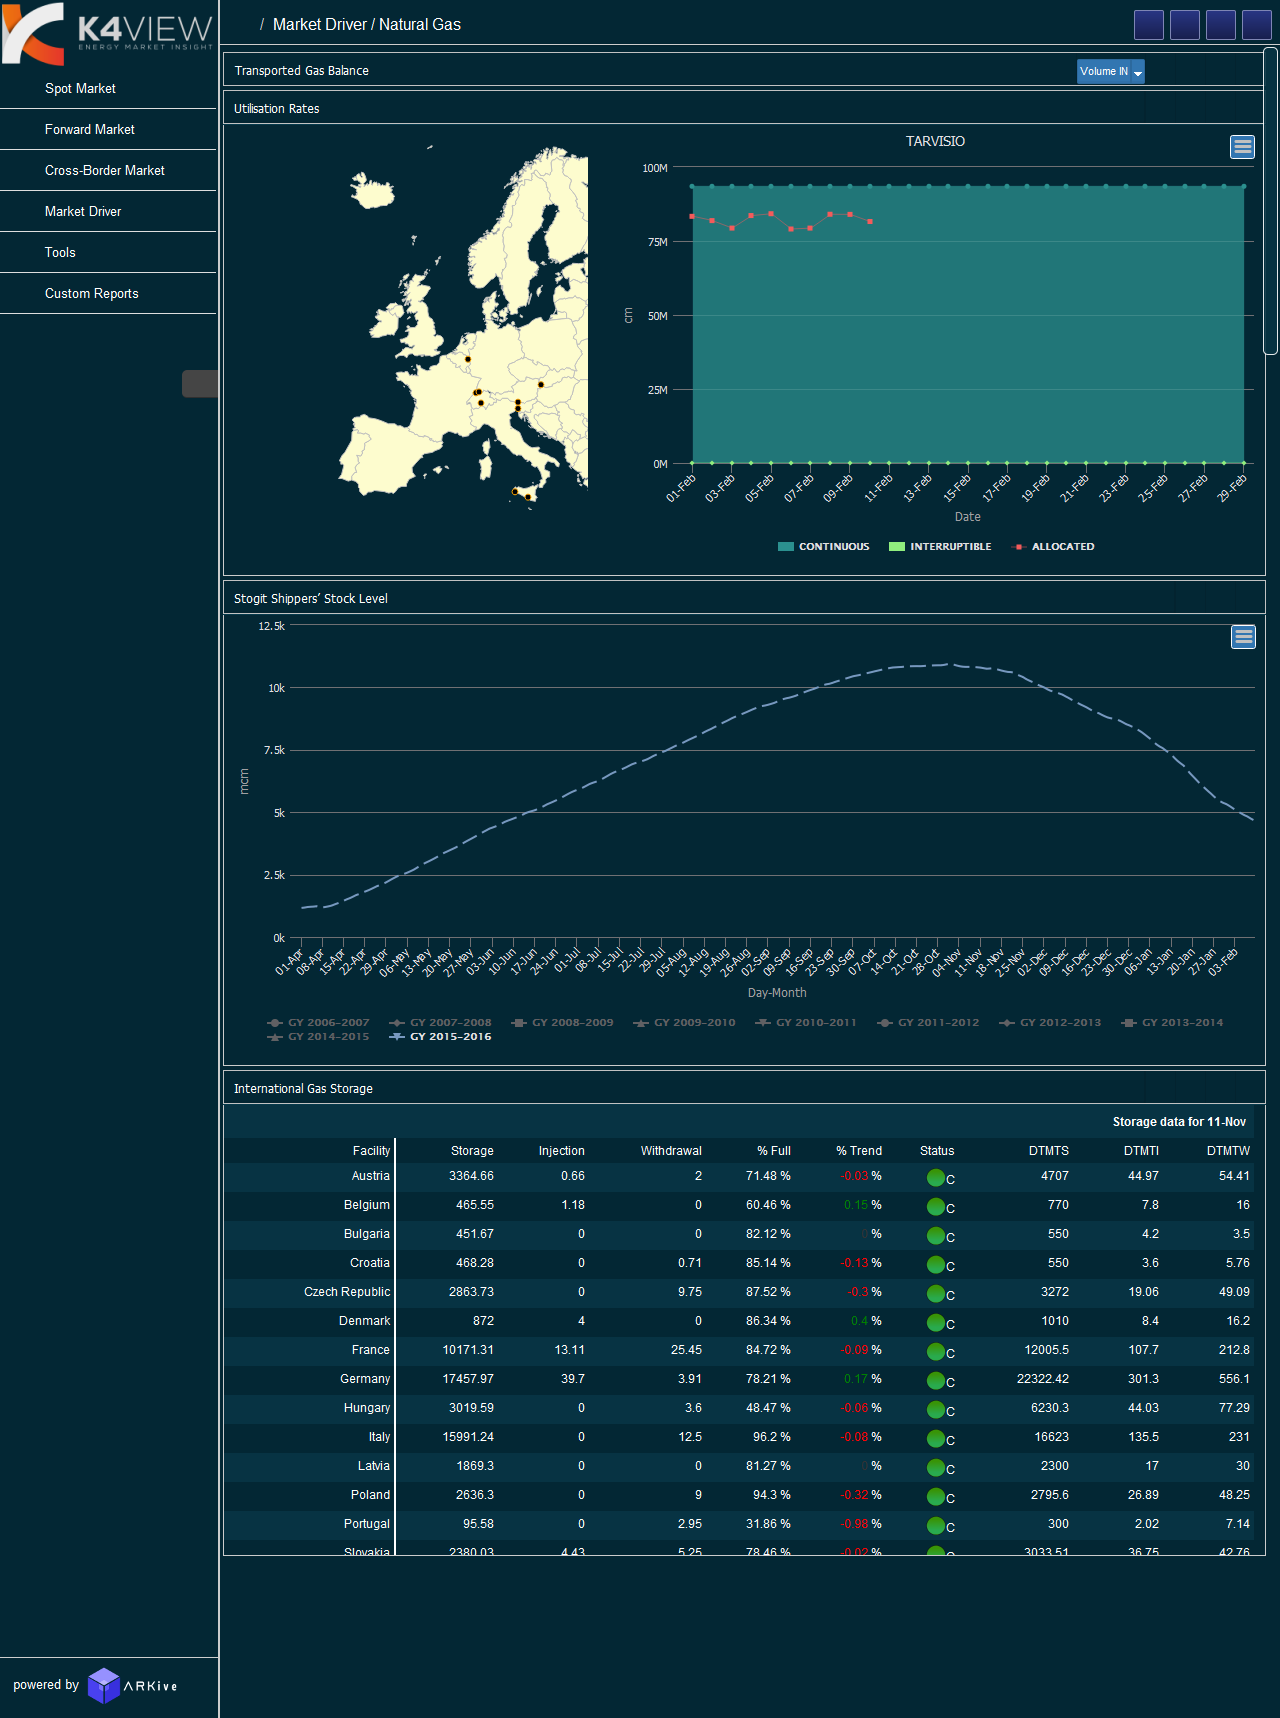 K4VIEW
ENERGY MARKET INSIGHT
/ Market Driver / Natural Gas
Spot Market
Forward Market
Cross-Border Market
Market Driver
Tools
Custom Reports
Transported Gas Balance
Volume IN
Utilisation Rates
TARVISIO
100M
75M
50M
25M
0M
cm
01-Feb 03-Feb 05-Feb 07-Feb 09-Feb 11-Feb 13-Feb 15-Feb 17-Feb 19-Feb 21-Feb 23-Feb 25-Feb 27-Feb 29-Feb
Date
CONTINUOUS INTERRUPTIBLE ALLOCATED
Stogit Shippers' Stock Level
12.5k
10k
7.5k
5k
2.5k
0k
mcm
01-Apr 08-Apr 15-Apr 22-Apr 29-Apr 06-May 13-May 20-May 27-May 03-Jun 10-Jun 17-Jun 24-Jun 01-Jul 08-Jul 15-Jul 22-Jul 29-Jul 05-Aug 12-Aug 19-Aug 26-Aug 02-Sep 09-Sep 16-Sep 23-Sep 30-Sep 07-Oct 14-Oct 21-Oct 28-Oct 04-Nov 11-Nov 18-Nov 25-Nov 02-Dec 09-Dec 16-Dec 23-Dec 30-Dec 06-Jan 13-Jan 20-Jan 27-Jan 03-Feb
Day-Month
GY 2006-2007 GY 2007-2008 GY 2008-2009 GY 2009-2010 GY 2010-2011 GY 2011-2012 GY 2012-2013 GY 2013-2014
GY 2014-2015 GY 2015-2016
International Gas Storage
Storage data for 11-Nov
Facility Storage Injection Withdrawal % Full % Trend Status DTMTS DTMTI DTMTW
Austria 3364.66 0.66 2 71.48 % -0.03 % C 4707 44.97 54.41
Belgium 465.55 1.18 0 60.46 % 0.15 % C 770 7.8 16
Bulgaria 451.67 0 0 82.12 % 0 % C 550 4.2 3.5
Croatia 468.28 0 0.71 85.14 % -0.13 % C 550 3.6 5.76
Czech Republic 2863.73 0 9.75 87.52 % -0.3 % C 3272 19.06 49.09
Denmark 872 4 0 86.34 % 0.4 % C 1010 8.4 16.2
France 10171.31 13.11 25.45 84.72 % -0.09 % C 12005.5 107.7 212.8
Germany 17457.97 39.7 3.91 78.21 % 0.17 % C 22322.42 301.3 556.1
Hungary 3019.59 0 3.6 48.47 % -0.06 % C 6230.3 44.03 77.29
Italy 15991.24 0 12.5 96.2 % -0.08 % C 16623 135.5 231
Latvia 1869.3 0 0 81.27 % 0 % C 2300 17 30
Poland 2636.3 0 9 94.3 % -0.32 % C 2795.6 26.89 48.25
Portugal 95.58 0 2.95 31.86 % -0.98 % C 300 2.02 7.14
Slovakia 2380.03 4.43 5.25 78.46 % -0.02 % C 3033.51 36.75 42.76
powered by ARKive